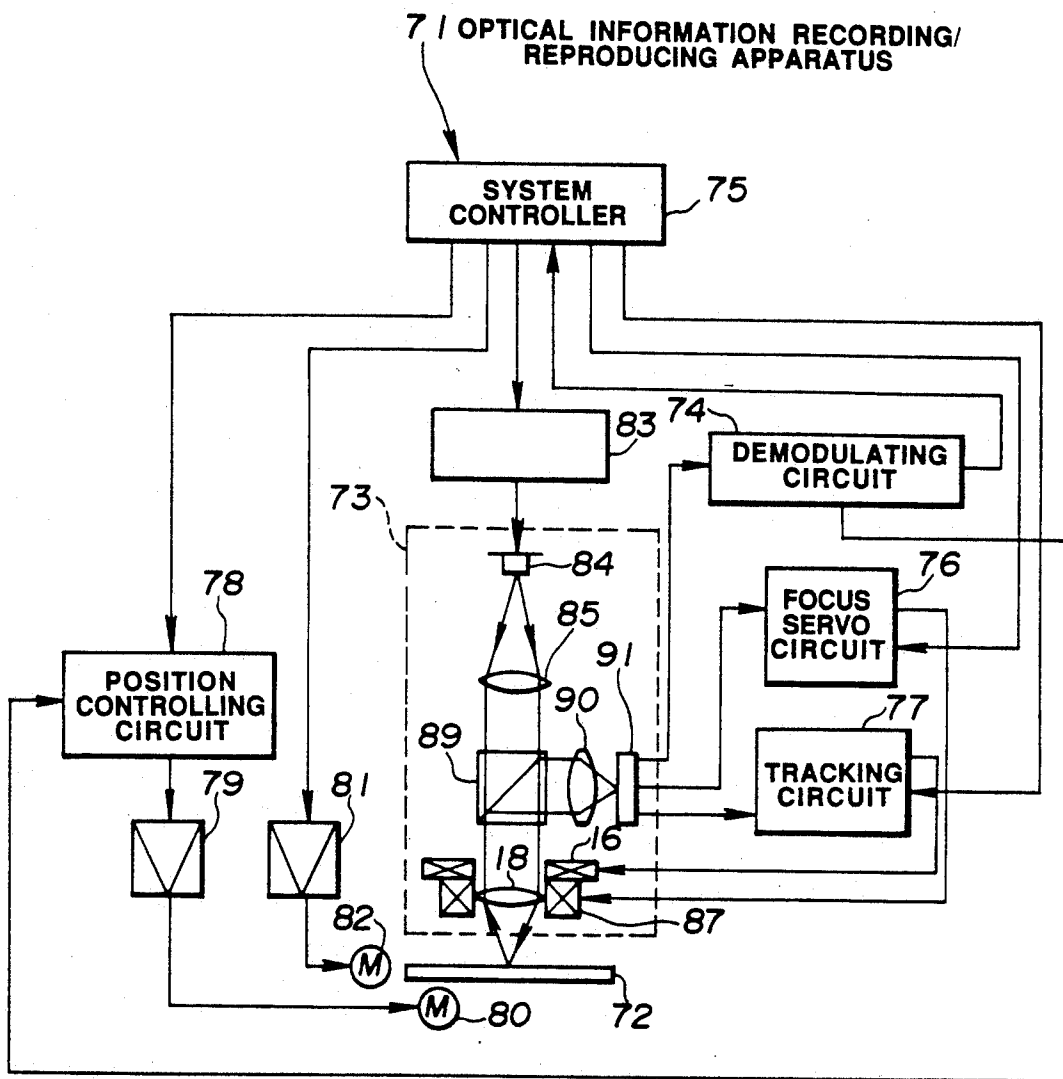 7 / OPTICAL INFORMATION RECORDING/
REPRODUCING APPARATUS
SYSTEM
CONTROLLER
75
83
74
DEMODULATING
CIRCUIT
73
84
76
FOCUS
SERVO
CIRCUIT
78
85
91
90
POSITION
CONTROLLING
CIRCUIT
77
89
TRACKING
CIRCUIT
79
81
16
18
87
82
M
M
80
72